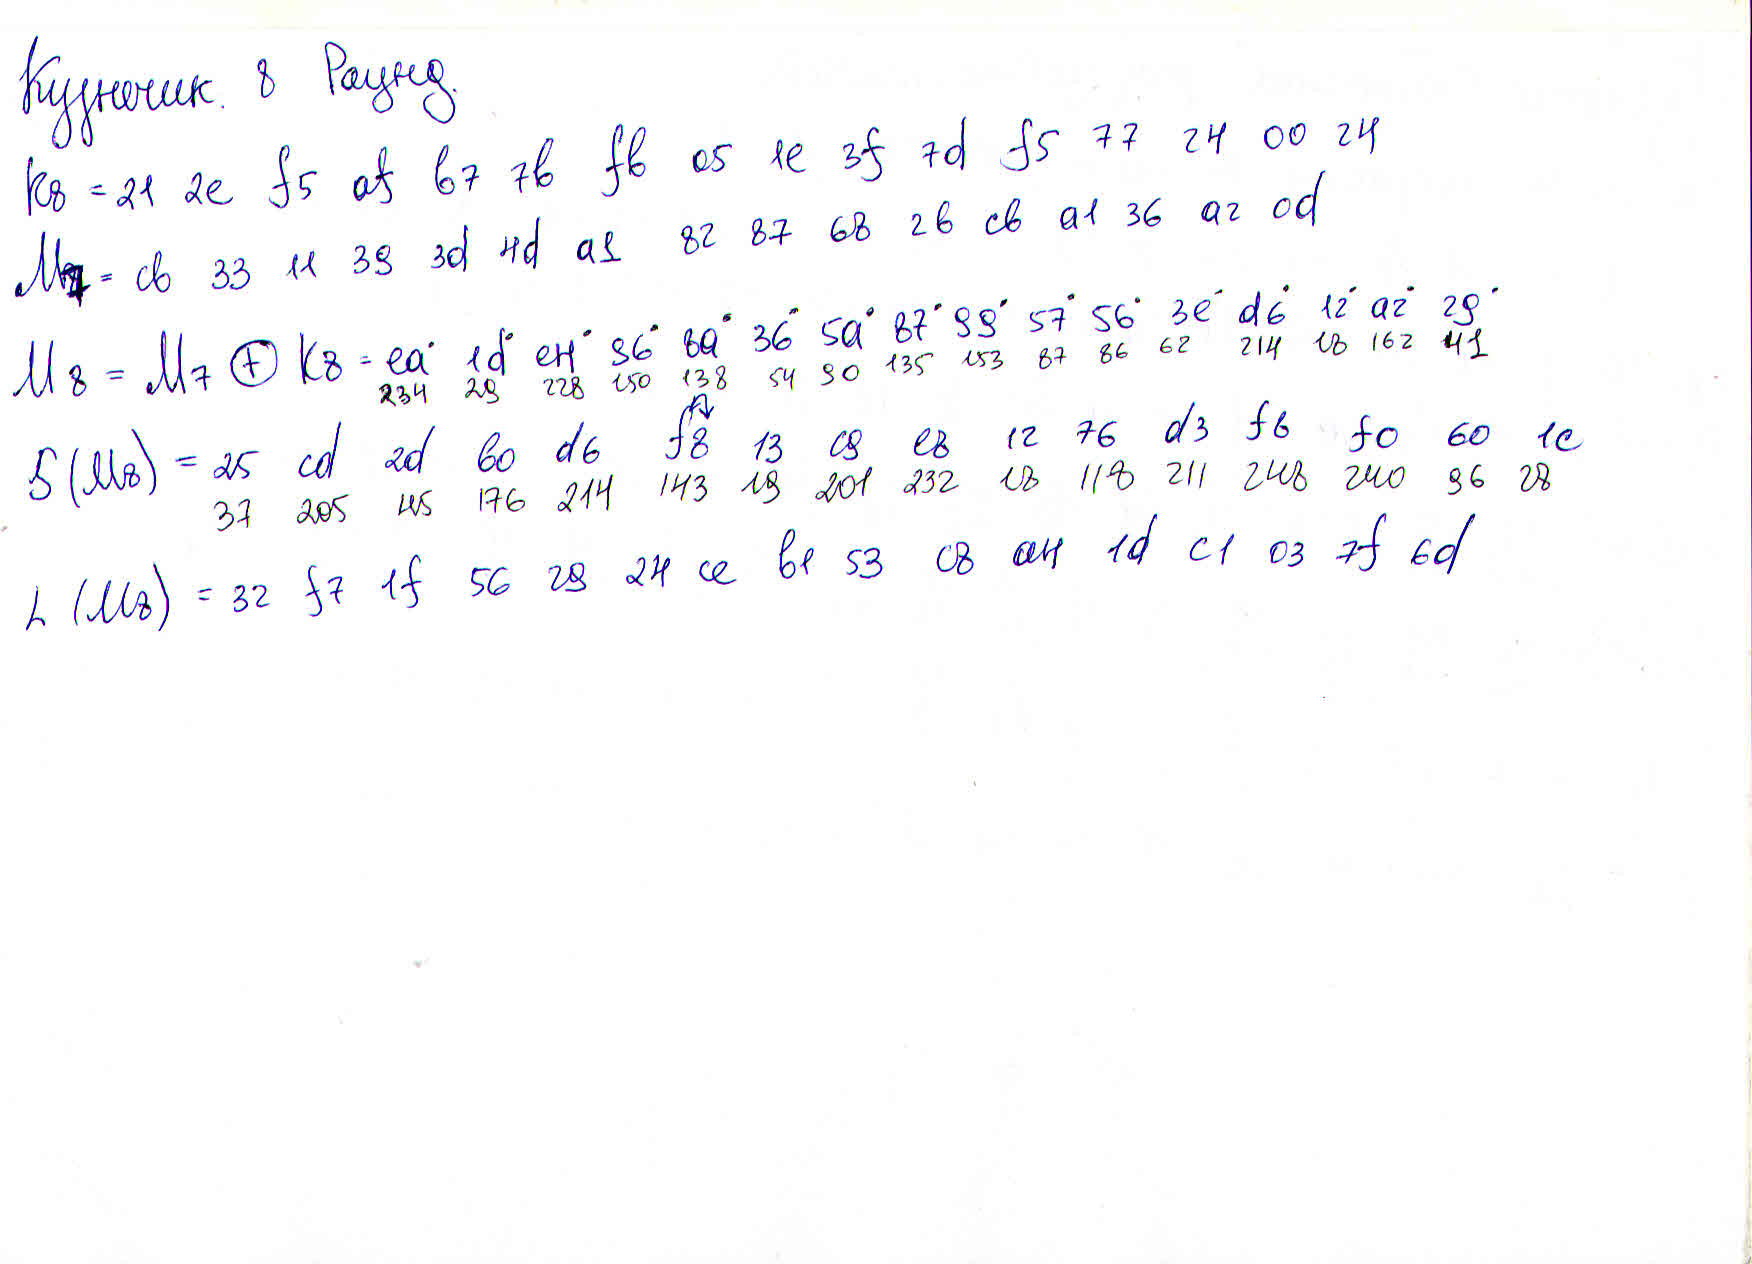 Кузнечик. 8 Раунд.
K8 = 21 2e f5 af b7 7b fb 05 1e 3f 7d f5 77 24 00 24
M7 = cb 33 11 39 3d 4d a1 82 87 68 2b cb a1 36 a2 0d
M8 = M7 ⊕ K8 = ea 1d e4 96 8a 36 5a 87 99 57 56 3e d6 12 a2 29
234 29 228 150 138 54 90 135 153 87 86 62 214 18 162 41
S(M8) = 25 cd 2d b0 d6 f8 13 c9 e8 12 76 d3 f6 f0 60 1c
37 205 45 176 214 143 19 201 232 18 118 211 248 240 96 28
L(M8) = 32 f7 1f 56 29 24 ce b1 53 c8 a4 1d c1 03 7f 6d